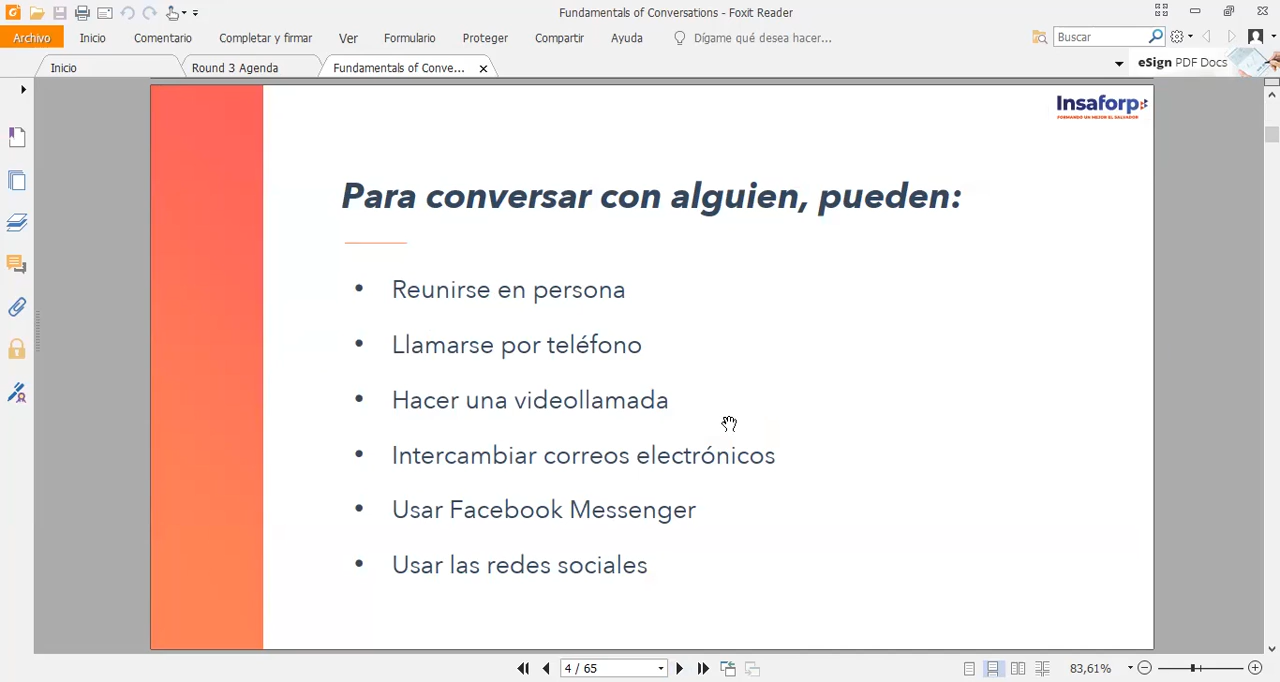 Fundamentals of Conversations - Foxit Reader
Archivo Inicio Comentario Completar y firmar Ver Formulario Proteger Compartir Ayuda Dígame qué desea hacer... Buscar
Inicio Round 3 Agenda Fundamentals of Conve... eSign PDF Docs
Insaforp
FORMANDO UN MEJOR EL SALVADOR
Para conversar con alguien, pueden:
• Reunirse en persona
• Llamarse por teléfono
• Hacer una videollamada
• Intercambiar correos electrónicos
• Usar Facebook Messenger
• Usar las redes sociales
4 / 65 83,61%